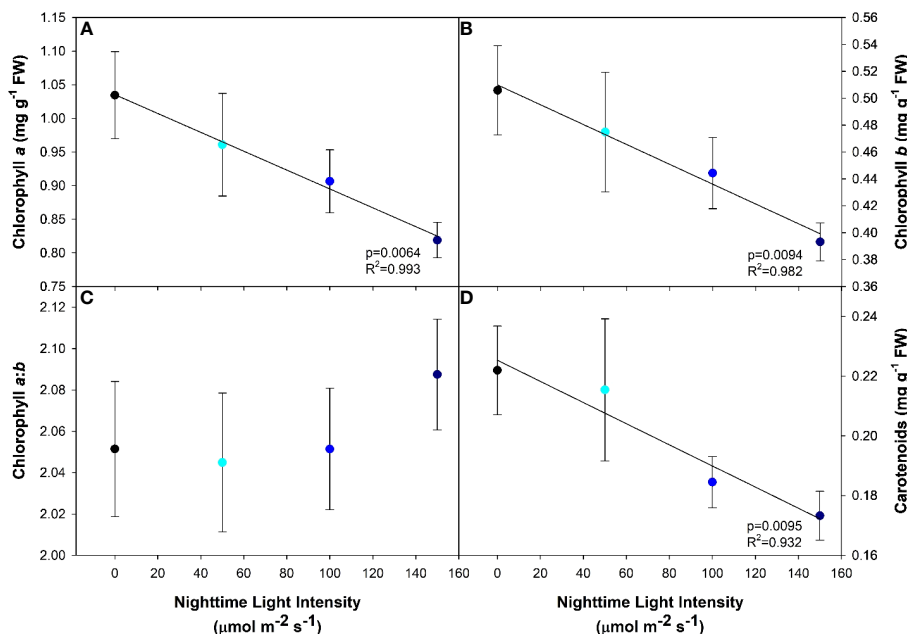 A
1.15
1.10
1.05
1.00
0.95
0.90
0.85
0.80
0.75
Chlorophyll a (mg g⁻¹ FW)
p=0.0064
R²=0.993
B
0.56
0.54
0.52
0.50
0.48
0.46
0.44
0.42
0.40
0.38
0.36
Chlorophyll b (mg g⁻¹ FW)
p=0.0094
R²=0.982
C
2.12
2.10
2.08
2.06
2.04
2.02
2.00
Chlorophyll a:b
0 20 40 60 80 100 120 140 160
Nighttime Light Intensity
(μmol m⁻² s⁻¹)
D
0.24
0.22
0.20
0.18
0.16
Carotenoids (mg g⁻¹ FW)
p=0.0095
R²=0.932
0 20 40 60 80 100 120 140 160
Nighttime Light Intensity
(μmol m⁻² s⁻¹)